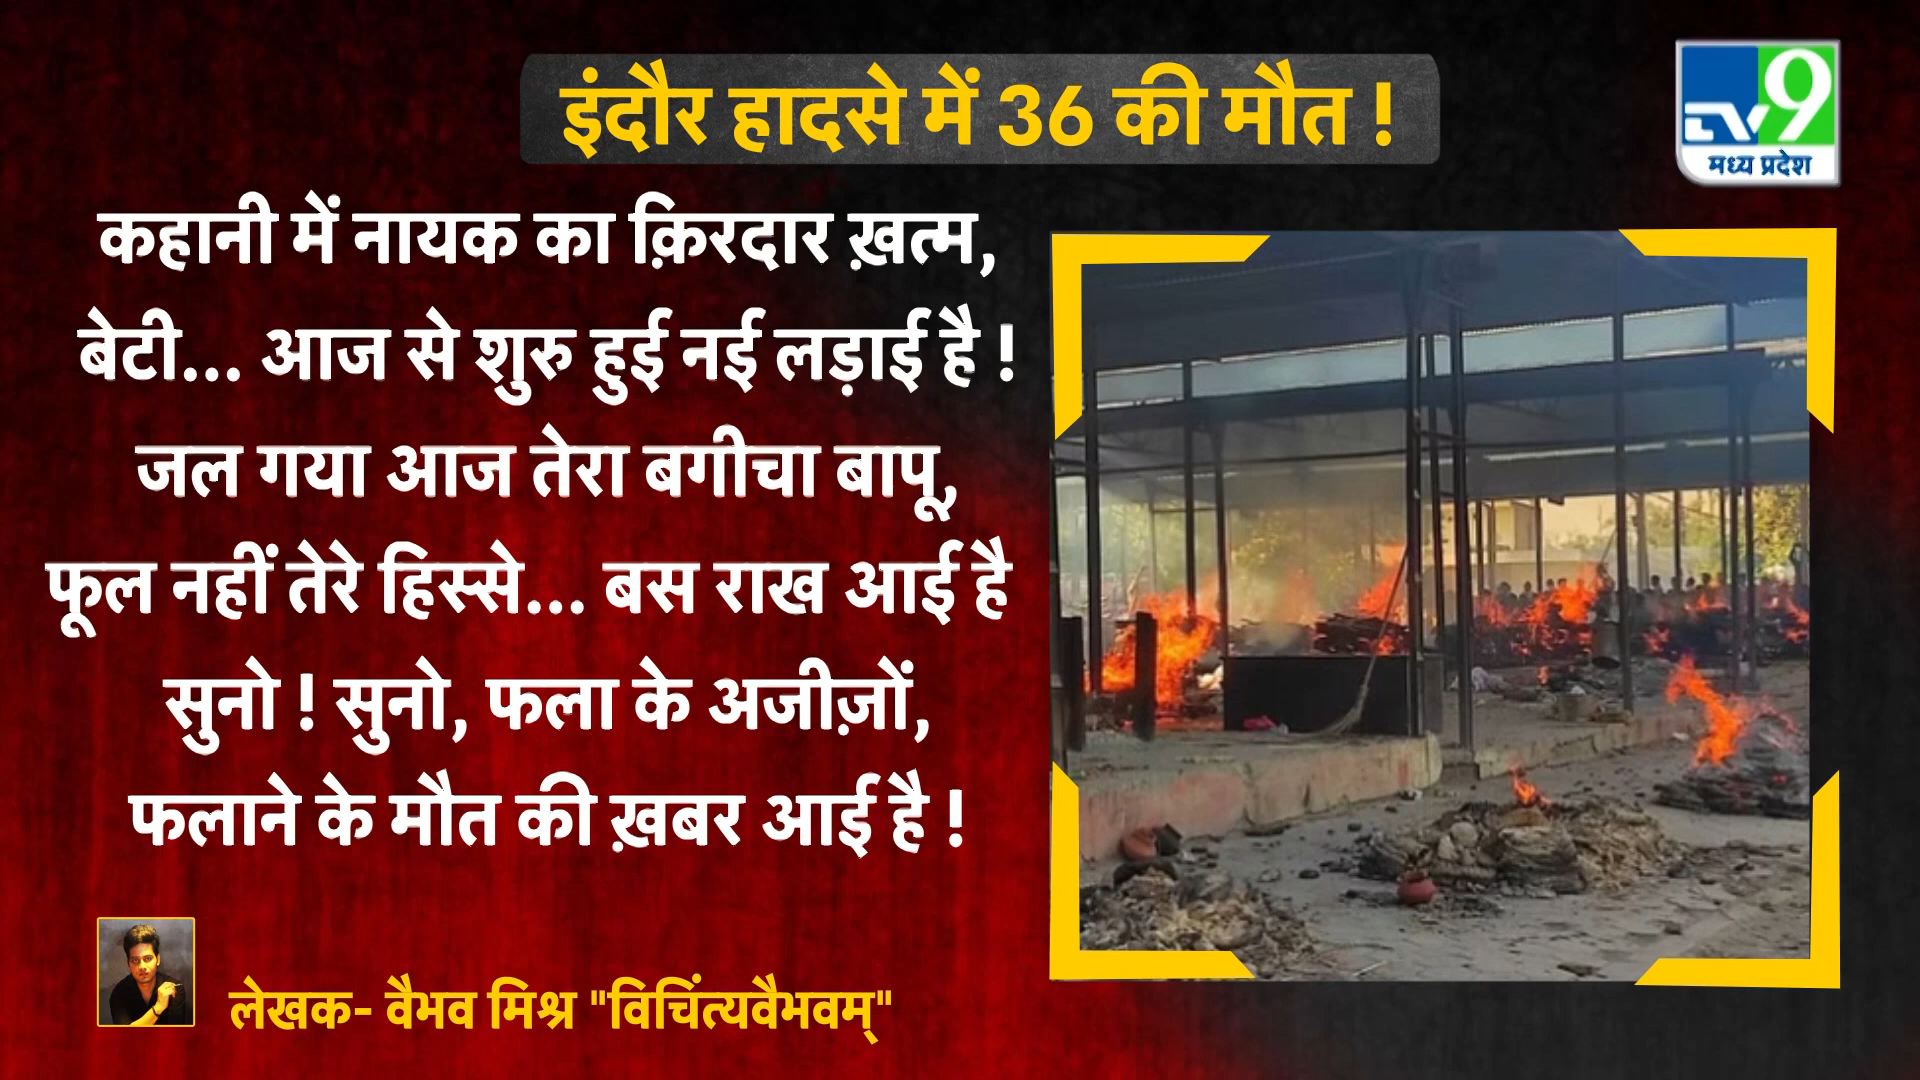 इंदौर हादसे में 36 की मौत !
TV9
मध्य प्रदेश
कहानी में नायक का क़िरदार ख़त्म,
बेटी... आज से शुरु हुई नई लड़ाई है !
जल गया आज तेरा बगीचा बापू,
फूल नहीं तेरे हिस्से... बस राख आई है
सुनो ! सुनो, फला के अजीज़ों,
फलाने के मौत की ख़बर आई है !
लेखक- वैभव मिश्र "विचिंत्यवैभवम्"